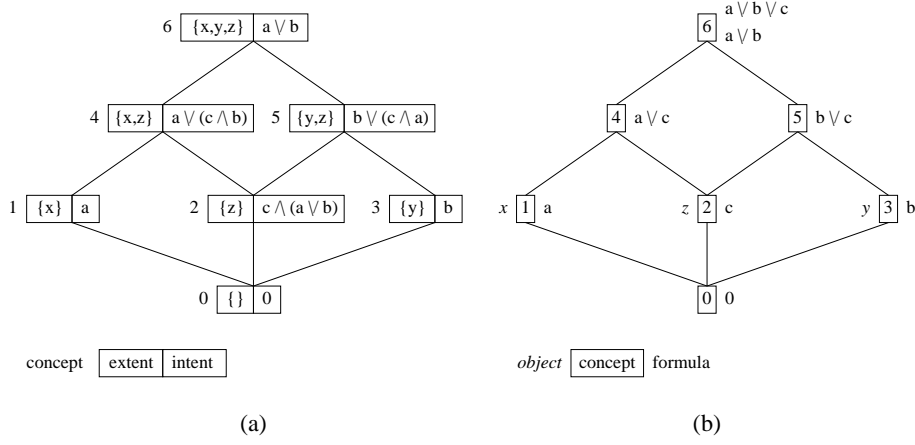 6 {x,y,z} a \/ b
4 {x,z} a \/ (c /\ b)
5 {y,z} b \/ (c /\ a)
1 {x} a
2 {z} c /\ (a \/ b)
3 {y} b
0 {} 0
concept extent intent
(a)
a \/ b \/ c
6
a \/ b
4 a \/ c
5 b \/ c
x 1 a
z 2 c
y 3 b
0 0
object concept formula
(b)